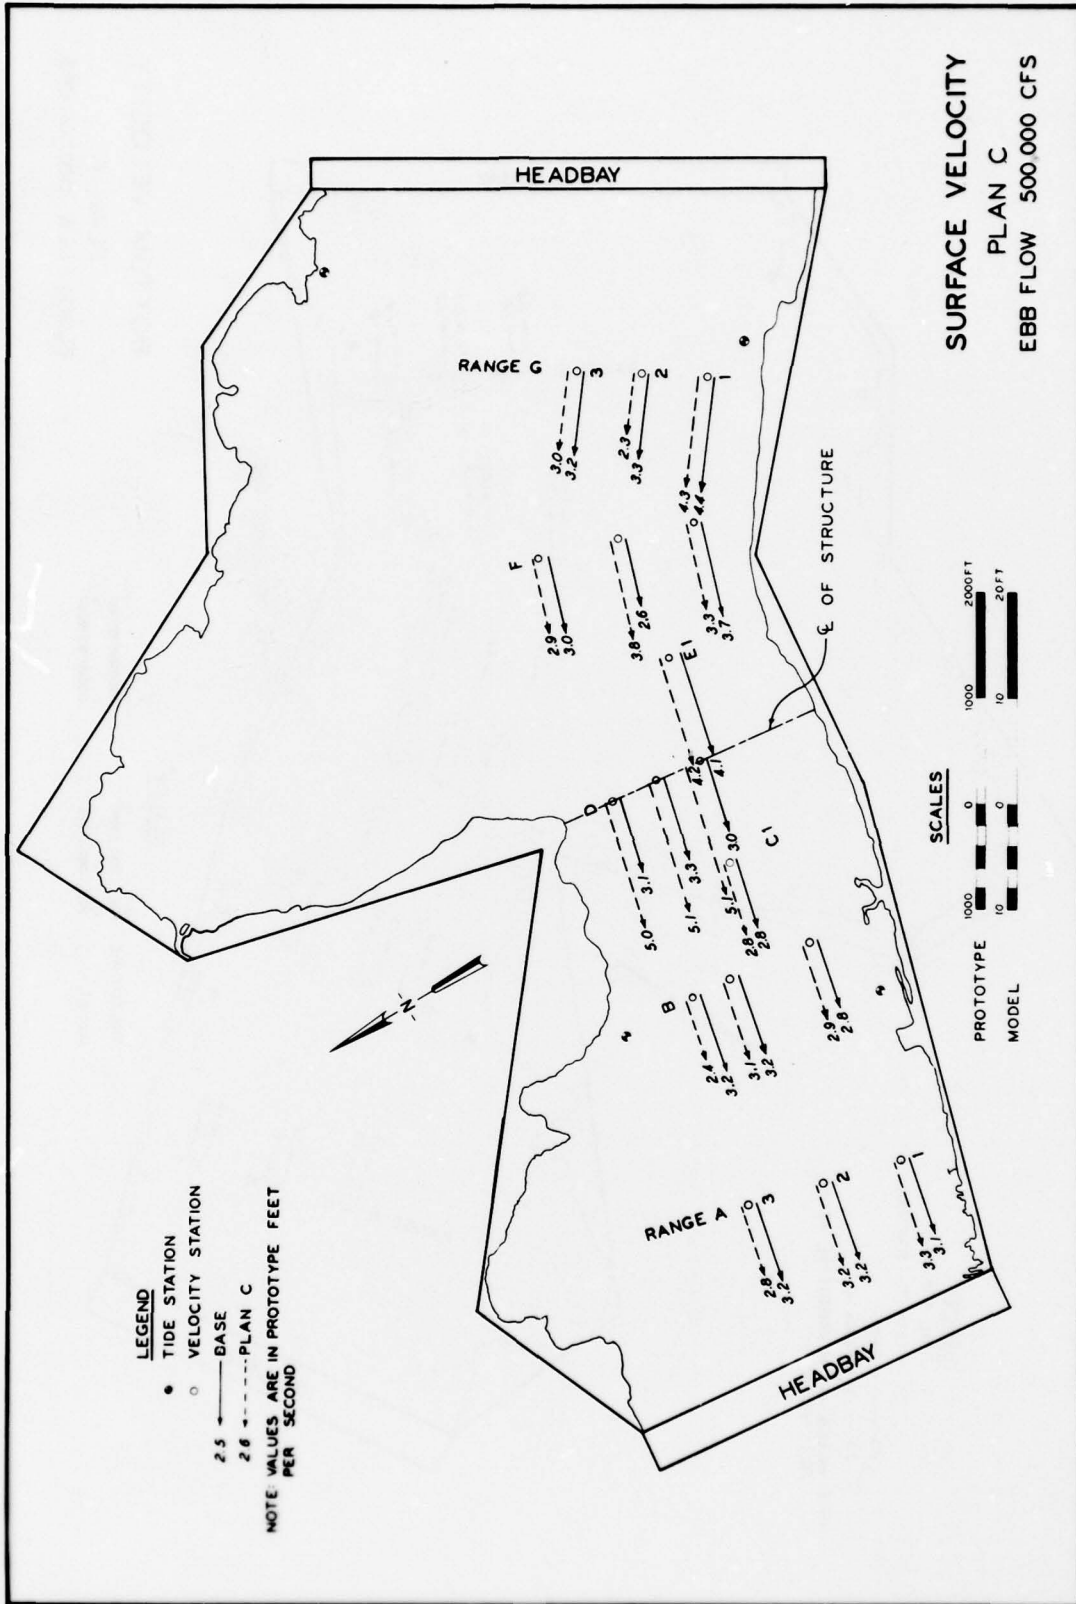 HEADBAY
RANGE G
3
2
1
3.0
3.2
2.3
3.3
4.3
4.4
F
2.9
3.0
3.8
2.6
3.3
3.7
E1
4.2
4.1
℄ OF STRUCTURE
D
5.0
3.1
5.1
3.3
5.1
3.0
C1
2.8
2.8
B
2.4
3.2
3.1
3.2
2.9
2.8
N
RANGE A
3
2
1
2.8
3.2
3.2
3.2
3.3
3.1
HEADBAY
LEGEND
TIDE STATION
VELOCITY STATION
2.5 BASE
2.6 PLAN C
NOTE: VALUES ARE IN PROTOTYPE FEET
PER SECOND
SCALES
PROTOTYPE 1000 0 1000 2000 FT
MODEL 10 0 10 20 FT
SURFACE VELOCITY
PLAN C
EBB FLOW 500,000 CFS